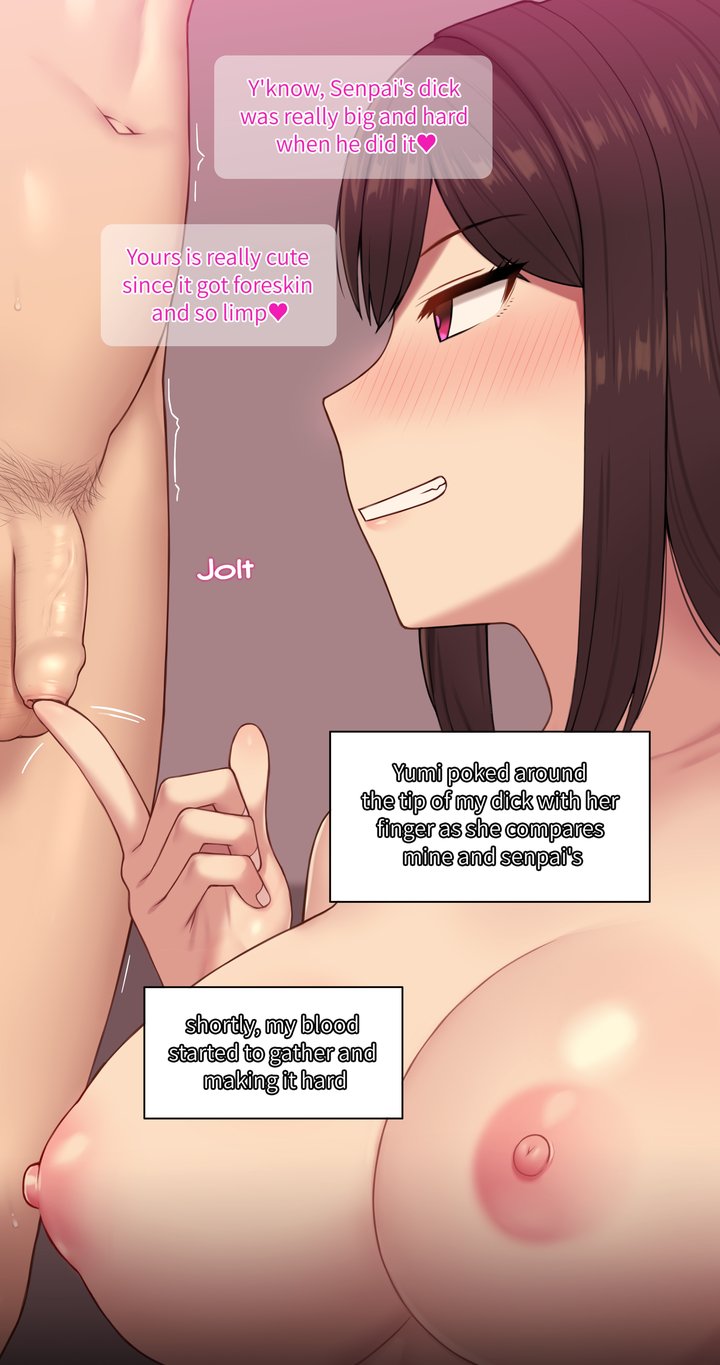 Y'know, Senpai's dick
was really big and hard
when he did it♥
Yours is really cute
since it got foreskin
and so limp♥
Jolt
Yumi poked around
the tip of my dick with her
finger as she compares
mine and senpai's
shortly, my blood
started to gather and
making it hard